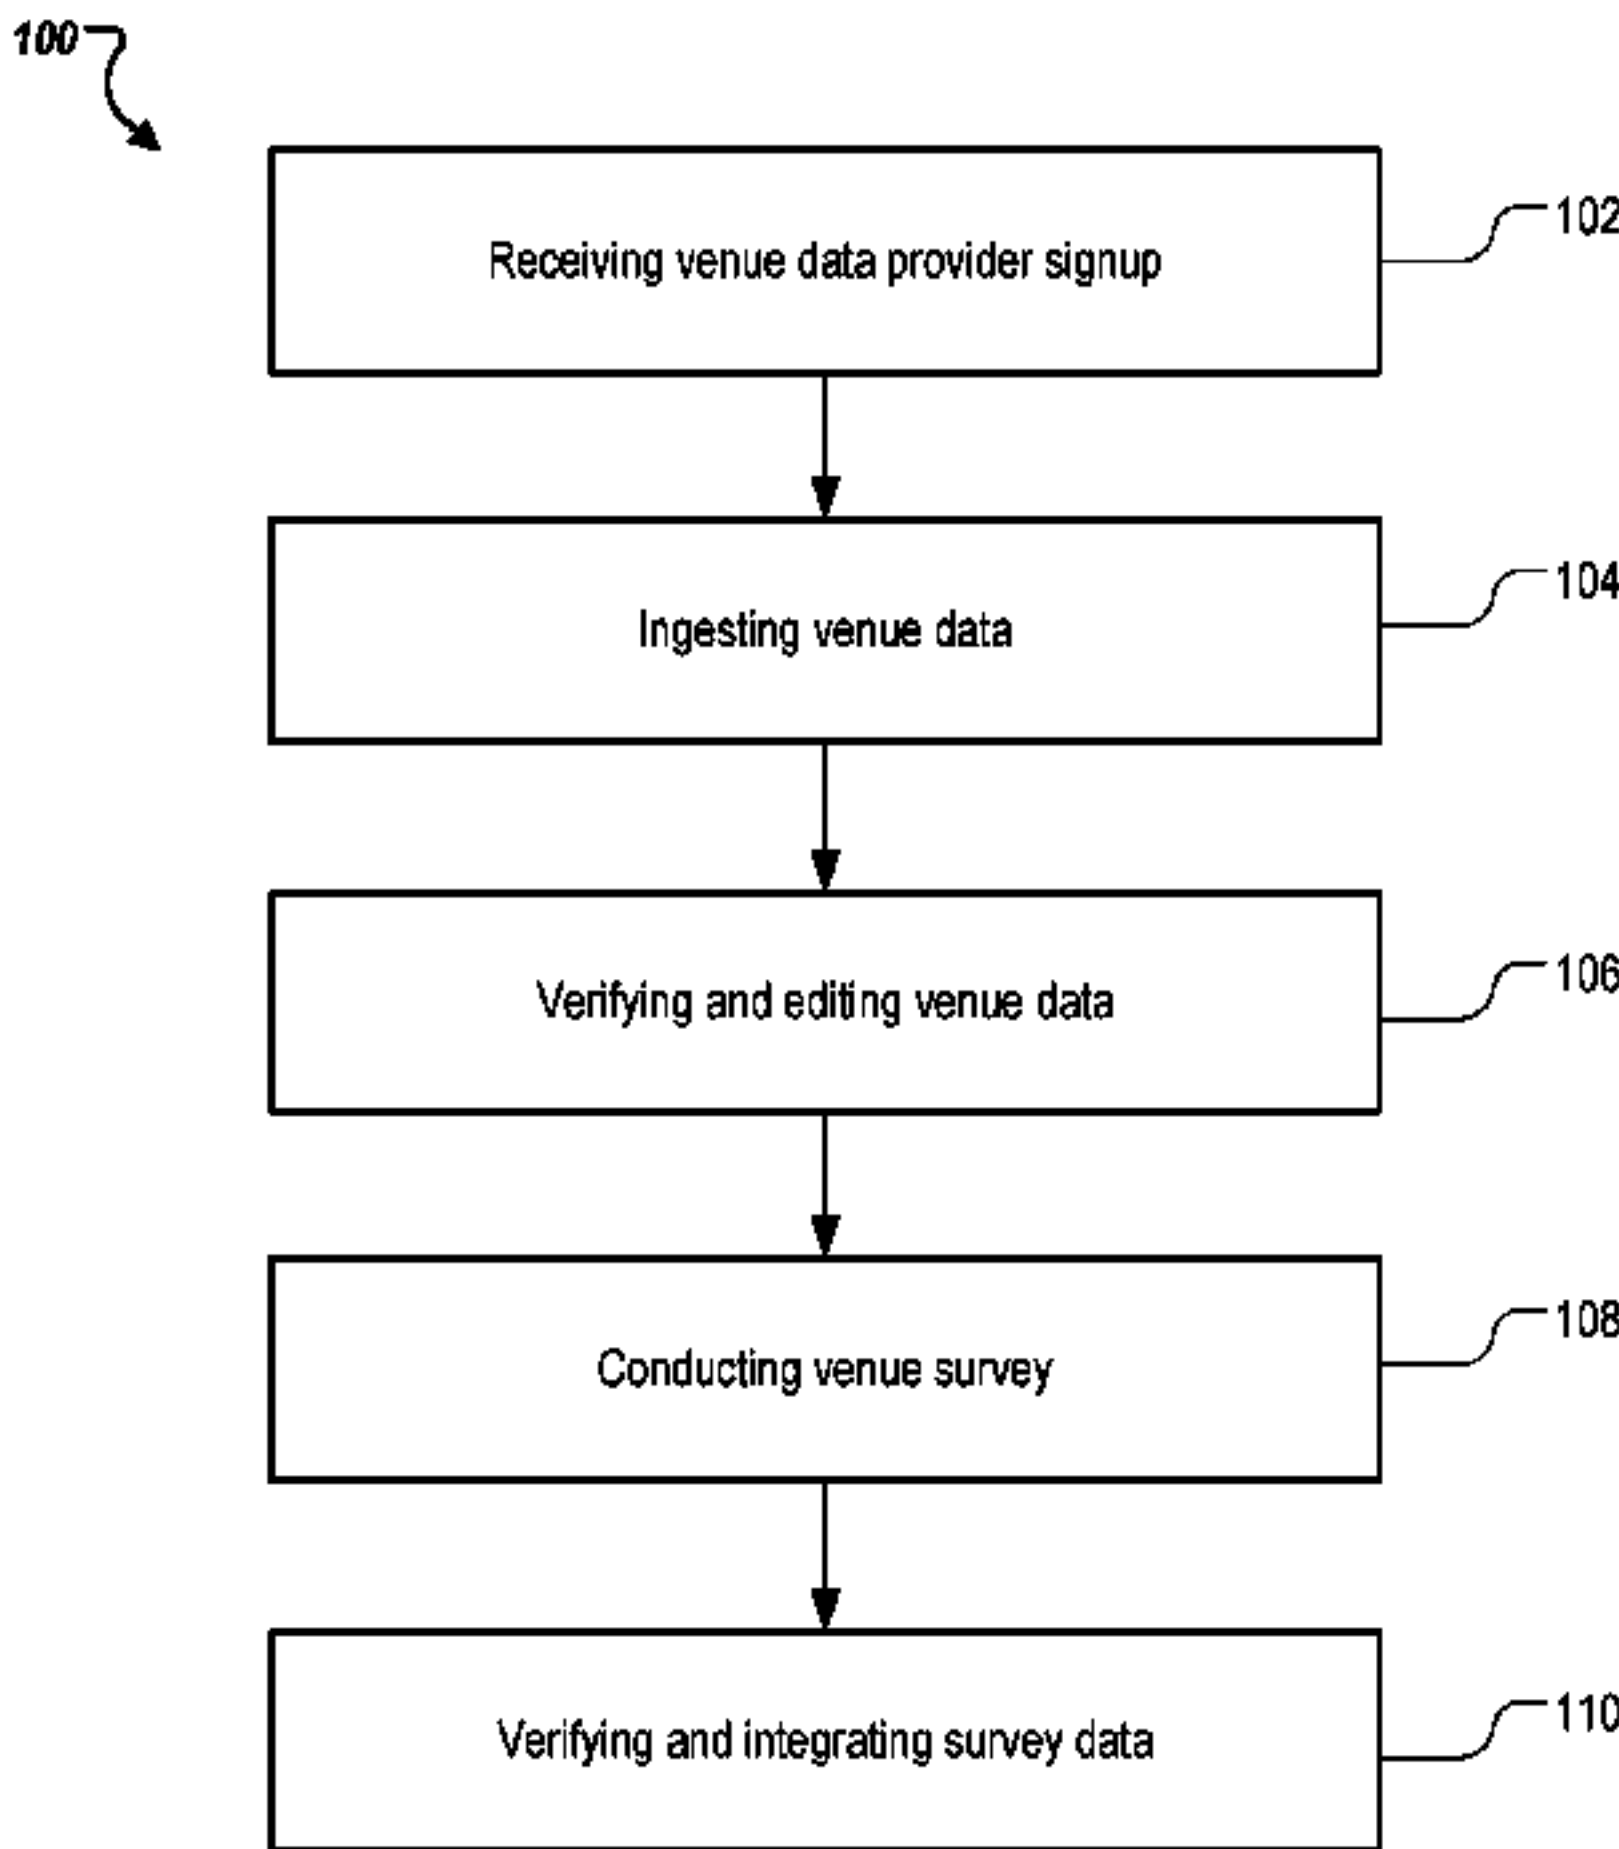 100
Receiving venue data provider signup
102
Ingesting venue data
104
Verifying and editing venue data
106
Conducting venue survey
108
Verifying and integrating survey data
110